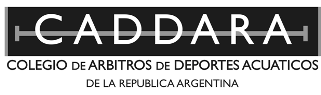 CADDARA
COLEGIO DE ARBITROS DE DEPORTES ACUATICOS
DE LA REPUBLICA ARGENTINA